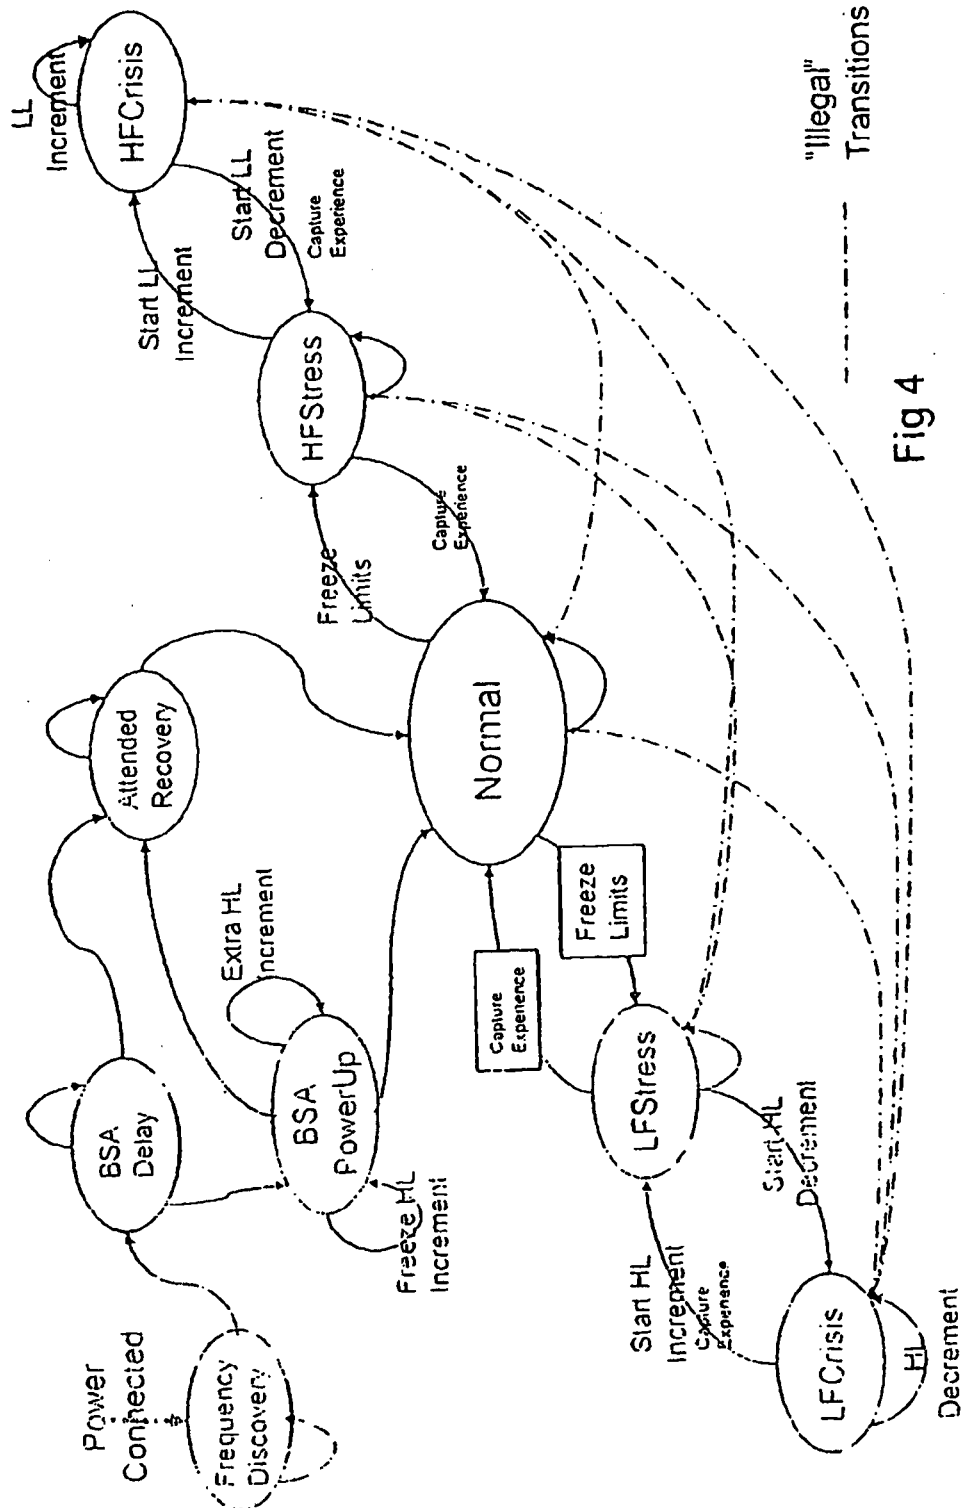 Power
Connected
Frequency
Discovery
BSA
Delay
BSA
PowerUp
Freeze HL
Increment
Extra HL
Increment
Attended
Recovery
Normal
Freeze
Limits
Capture
Experience
HFStress
Start LL
Increment
Start LL
Decrement
Capture
Experience
HFCrisis
LL
Increment
Capture
Experience
Freeze
Limits
LFStress
Start HL
Increment
Capture
Experience
Start HL
Decrement
LFCrisis
HL
Decrement
"Illegal"
Transitions
Fig 4